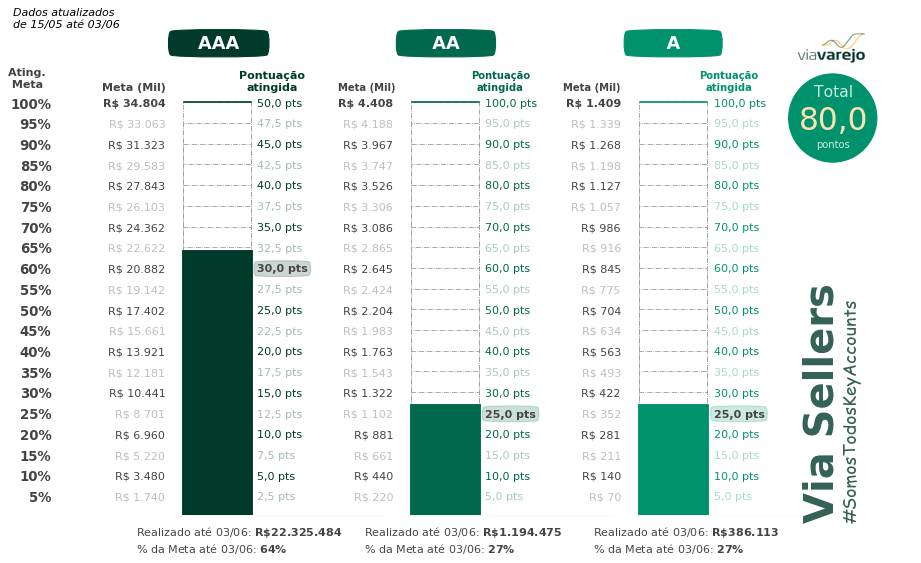 Dados atualizados
de 15/05 até 03/06
AAA
AA
A
viavarejo
Ating.
Meta
Meta (Mil)
Pontuação
atingida
Meta (Mil)
Pontuação
atingida
Meta (Mil)
Pontuação
atingida
Total
80,0
pontos
100% R$ 34.804 50,0 pts R$ 4.408 100,0 pts R$ 1.409 100,0 pts
95% R$ 33.063 47,5 pts R$ 4.188 95,0 pts R$ 1.339 95,0 pts
90% R$ 31.323 45,0 pts R$ 3.967 90,0 pts R$ 1.268 90,0 pts
85% R$ 29.583 42,5 pts R$ 3.747 85,0 pts R$ 1.198 85,0 pts
80% R$ 27.843 40,0 pts R$ 3.526 80,0 pts R$ 1.127 80,0 pts
75% R$ 26.103 37,5 pts R$ 3.306 75,0 pts R$ 1.057 75,0 pts
70% R$ 24.362 35,0 pts R$ 3.086 70,0 pts R$ 986 70,0 pts
65% R$ 22.622 32,5 pts R$ 2.865 65,0 pts R$ 916 65,0 pts
60% R$ 20.882 30,0 pts R$ 2.645 60,0 pts R$ 845 60,0 pts
55% R$ 19.142 27,5 pts R$ 2.424 55,0 pts R$ 775 55,0 pts
50% R$ 17.402 25,0 pts R$ 2.204 50,0 pts R$ 704 50,0 pts
45% R$ 15.661 22,5 pts R$ 1.983 45,0 pts R$ 634 45,0 pts
40% R$ 13.921 20,0 pts R$ 1.763 40,0 pts R$ 563 40,0 pts
35% R$ 12.181 17,5 pts R$ 1.543 35,0 pts R$ 493 35,0 pts
30% R$ 10.441 15,0 pts R$ 1.322 30,0 pts R$ 422 30,0 pts
25% R$ 8.701 12,5 pts R$ 1.102 25,0 pts R$ 352 25,0 pts
20% R$ 6.960 10,0 pts R$ 881 20,0 pts R$ 281 20,0 pts
15% R$ 5.220 7,5 pts R$ 661 15,0 pts R$ 211 15,0 pts
10% R$ 3.480 5,0 pts R$ 440 10,0 pts R$ 140 10,0 pts
5% R$ 1.740 2,5 pts R$ 220 5,0 pts R$ 70 5,0 pts
Realizado até 03/06: R$22.325.484
% da Meta até 03/06: 64%
Realizado até 03/06: R$1.194.475
% da Meta até 03/06: 27%
Realizado até 03/06: R$386.113
% da Meta até 03/06: 27%
Via Sellers
#SomosTodosKeyAccounts